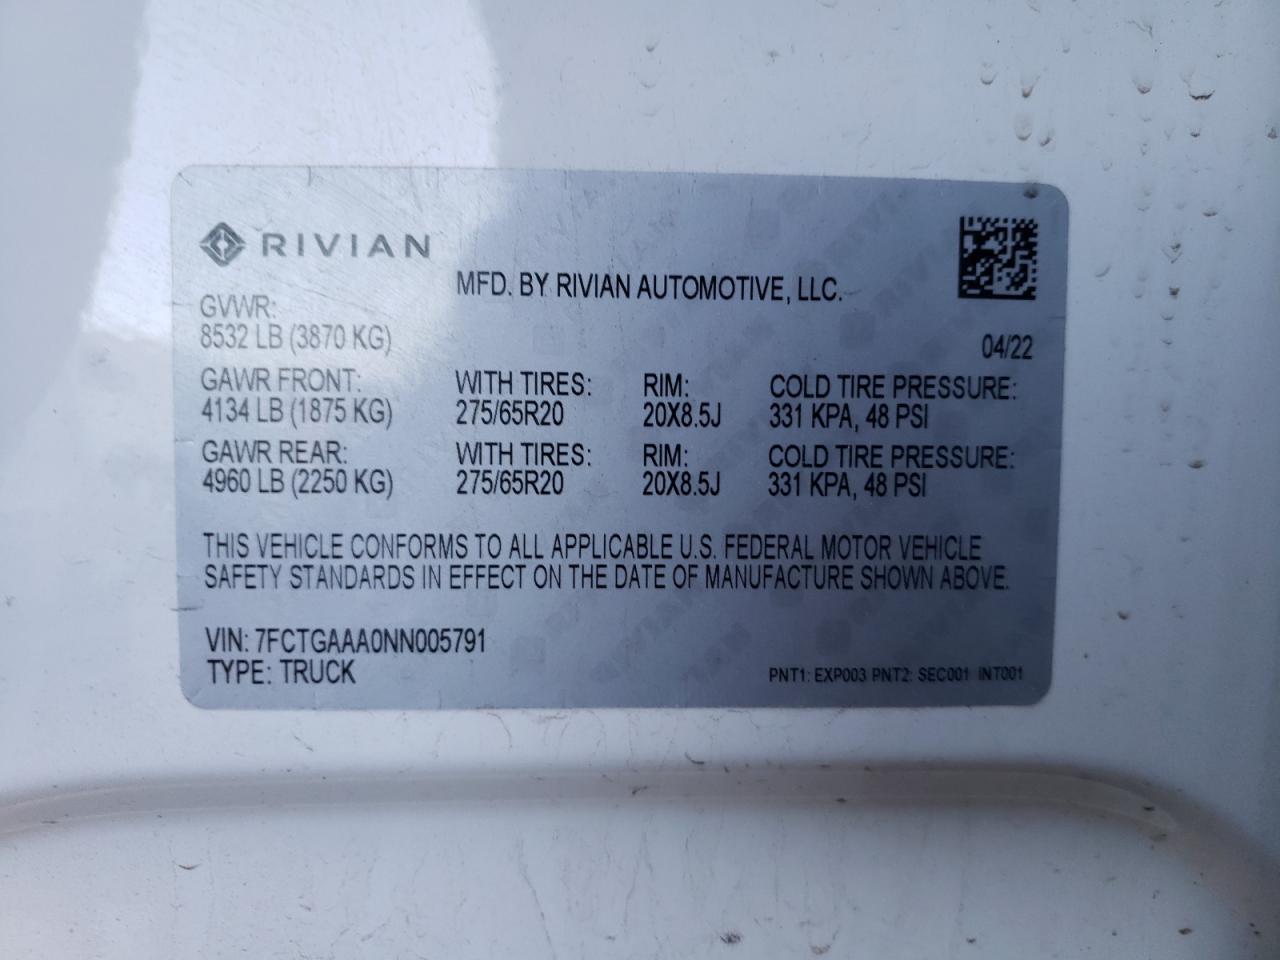 RIVIAN
MFD. BY RIVIAN AUTOMOTIVE, LLC.
GVWR:
8532 LB (3870 KG)
04/22
GAWR FRONT: WITH TIRES: RIM: COLD TIRE PRESSURE:
4134 LB (1875 KG) 275/65R20 20X8.5J 331 KPA, 48 PSI
GAWR REAR: WITH TIRES: RIM: COLD TIRE PRESSURE:
4960 LB (2250 KG) 275/65R20 20X8.5J 331 KPA, 48 PSI
THIS VEHICLE CONFORMS TO ALL APPLICABLE U.S. FEDERAL MOTOR VEHICLE
SAFETY STANDARDS IN EFFECT ON THE DATE OF MANUFACTURE SHOWN ABOVE.
VIN: 7FCTGAAA0NN005791
TYPE: TRUCK
PNT1: EXP003 PNT2: SEC001 INT001